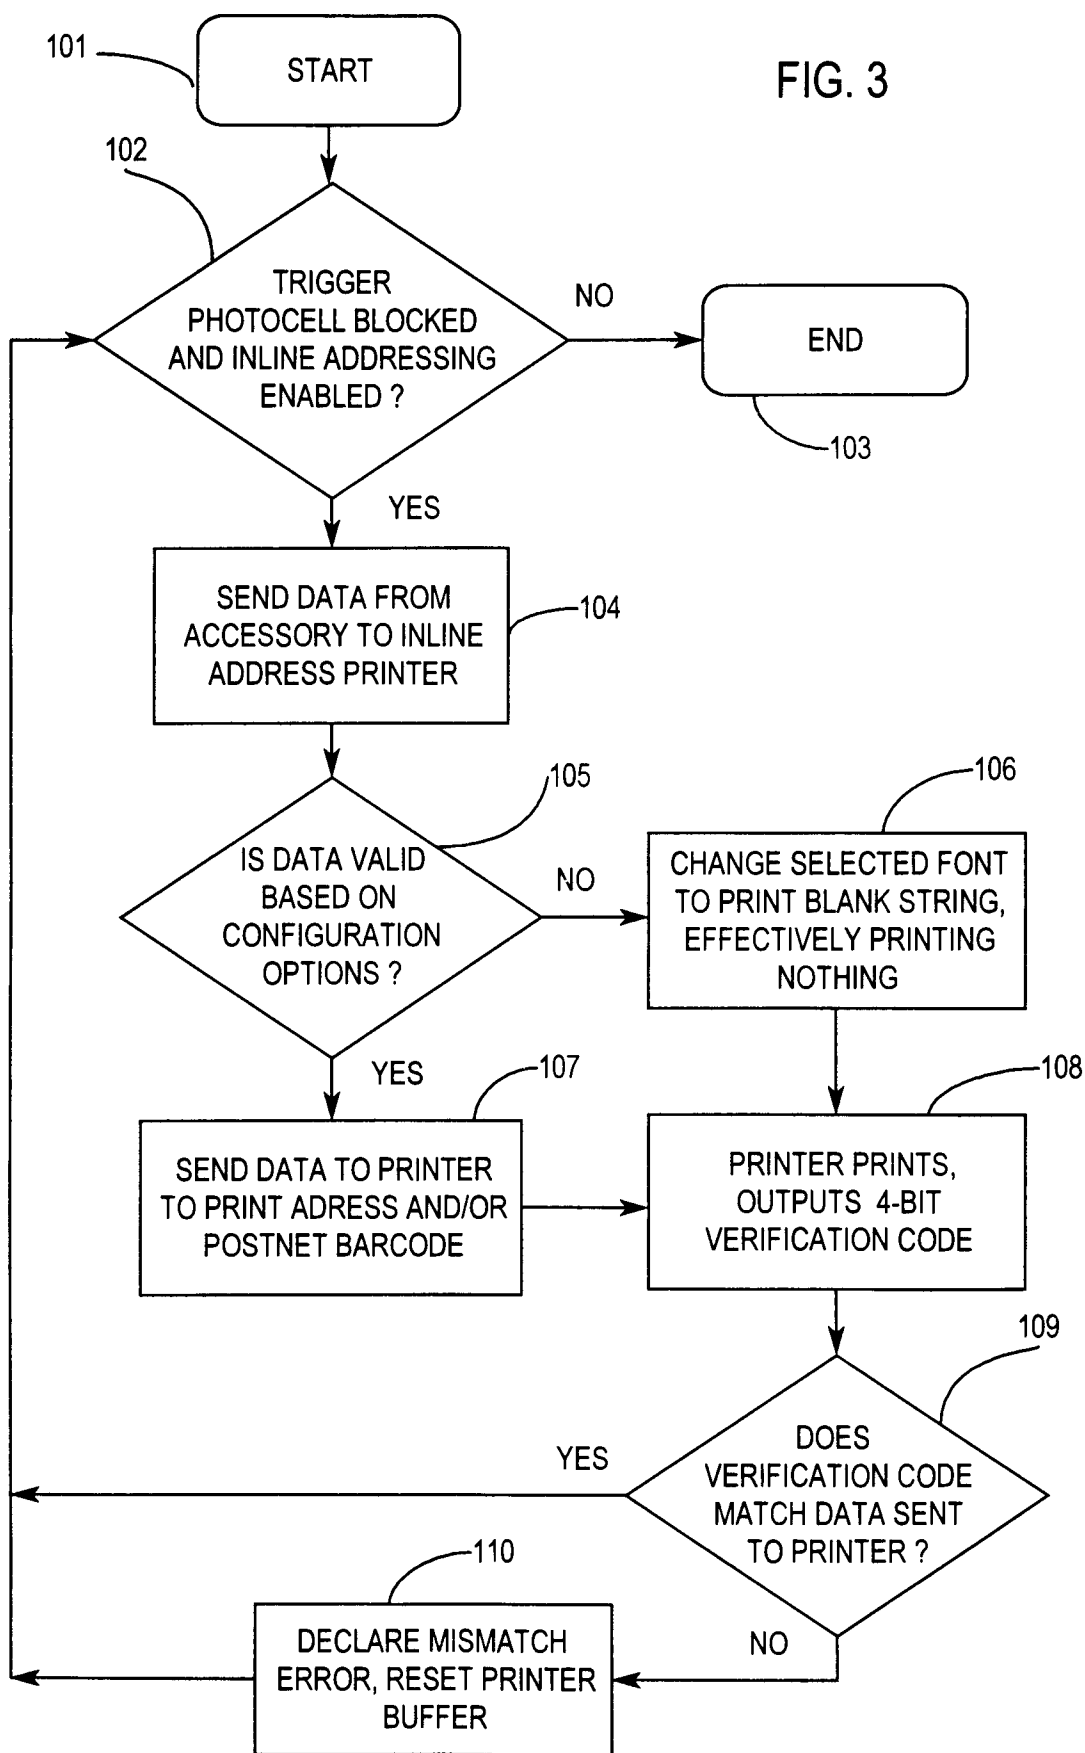 101
START
FIG. 3
102
TRIGGER
PHOTOCELL BLOCKED
AND INLINE ADDRESSING
ENABLED ?
NO
END
103
YES
SEND DATA FROM
ACCESSORY TO INLINE
ADDRESS PRINTER
104
105
IS DATA VALID
BASED ON
CONFIGURATION
OPTIONS ?
NO
106
CHANGE SELECTED FONT
TO PRINT BLANK STRING,
EFFECTIVELY PRINTING
NOTHING
YES
107
SEND DATA TO PRINTER
TO PRINT ADRESS AND/OR
POSTNET BARCODE
108
PRINTER PRINTS,
OUTPUTS 4-BIT
VERIFICATION CODE
109
DOES
VERIFICATION CODE
MATCH DATA SENT
TO PRINTER ?
YES
NO
110
DECLARE MISMATCH
ERROR, RESET PRINTER
BUFFER